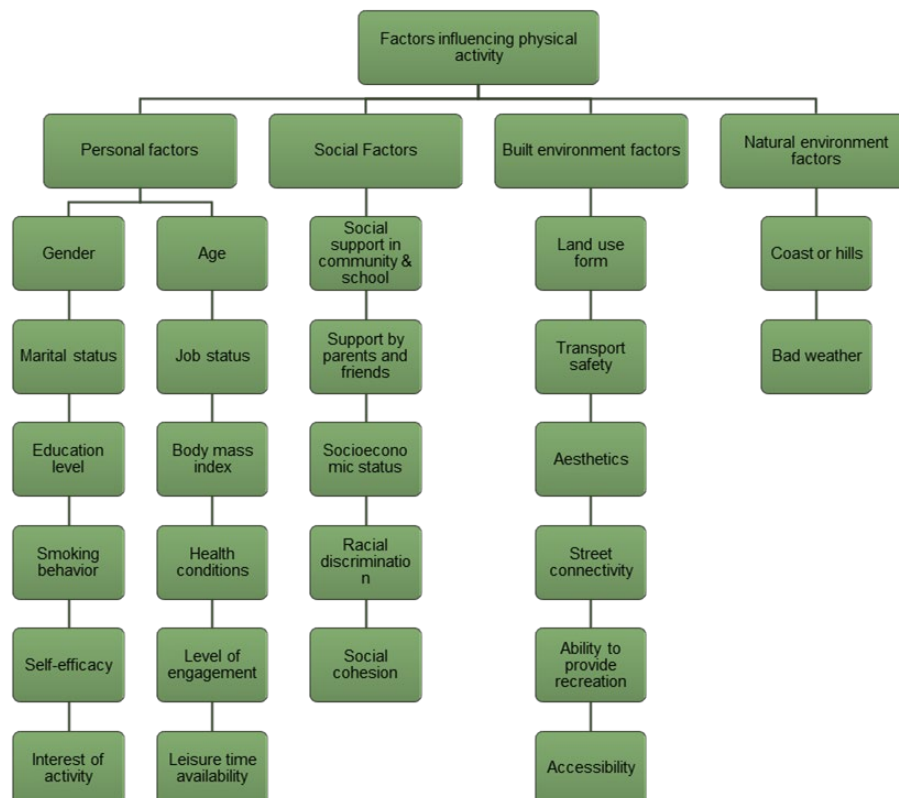 Factors influencing physical
activity
Personal factors
Social Factors
Built environment factors
Natural environment
factors
Gender
Age
Social
support in
community &
school
Land use
form
Coast or hills
Marital status
Job status
Support by
parents and
friends
Transport
safety
Bad weather
Education
level
Body mass
index
Socioecono
mic status
Aesthetics
Smoking
behavior
Health
conditions
Racial
discriminatio
n
Street
connectivity
Self-efficacy
Level of
engagement
Social
cohesion
Ability to
provide
recreation
Interest of
activity
Leisure time
availability
Accessibility